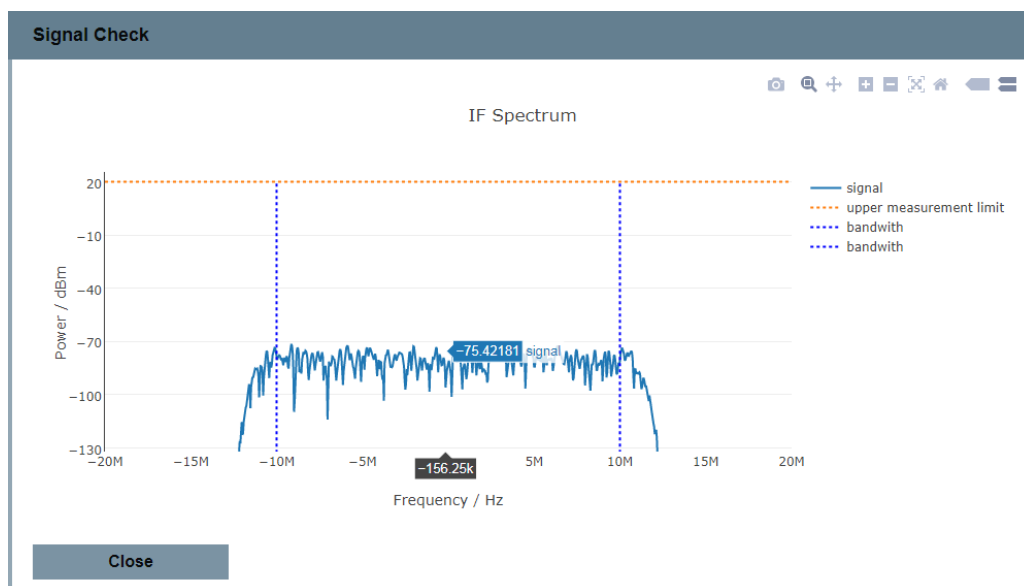 Signal Check
IF Spectrum
20
−10
−40
−70
−100
−130
Power / dBm
−20M
−15M
−10M
−5M
5M
10M
15M
20M
−75.42181 signal
−156.25k
Frequency / Hz
signal
upper measurement limit
bandwith
bandwith
Close